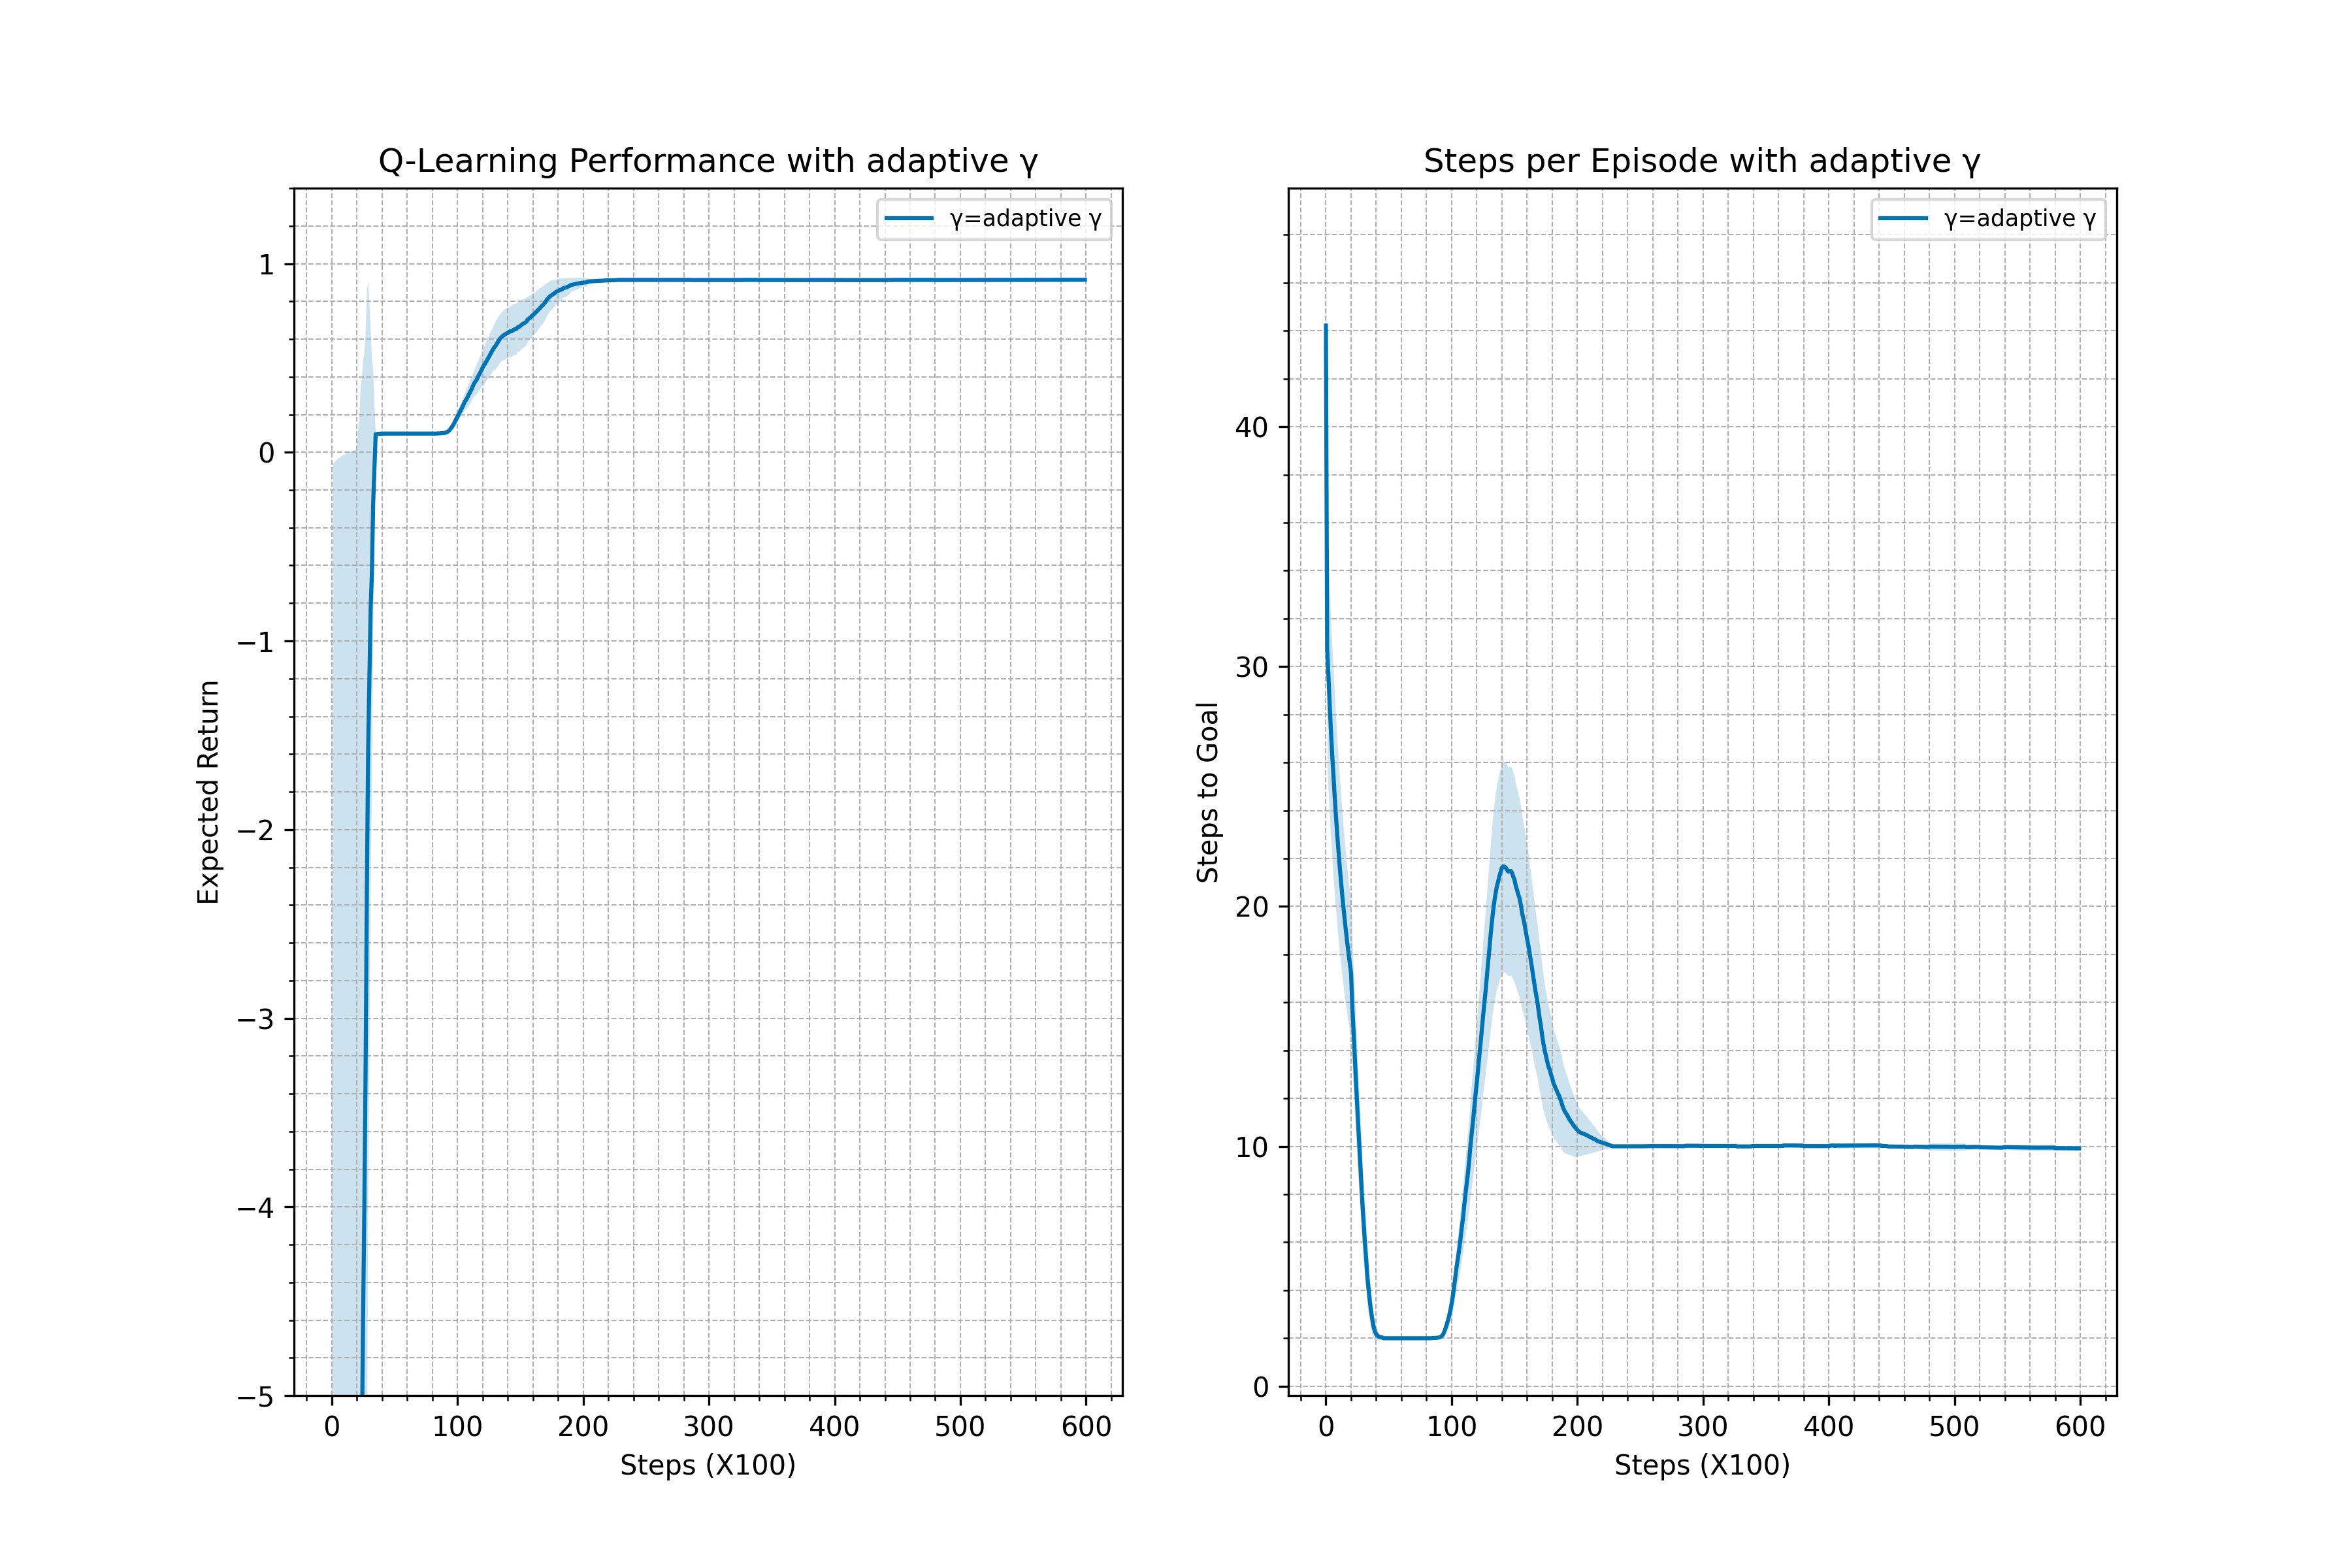 Q-Learning Performance with adaptive γ
γ=adaptive γ
1
0
−1
−2
−3
−4
−5
Expected Return
0 100 200 300 400 500 600
Steps (X100)
Steps per Episode with adaptive γ
γ=adaptive γ
40
30
20
10
0
Steps to Goal
0 100 200 300 400 500 600
Steps (X100)